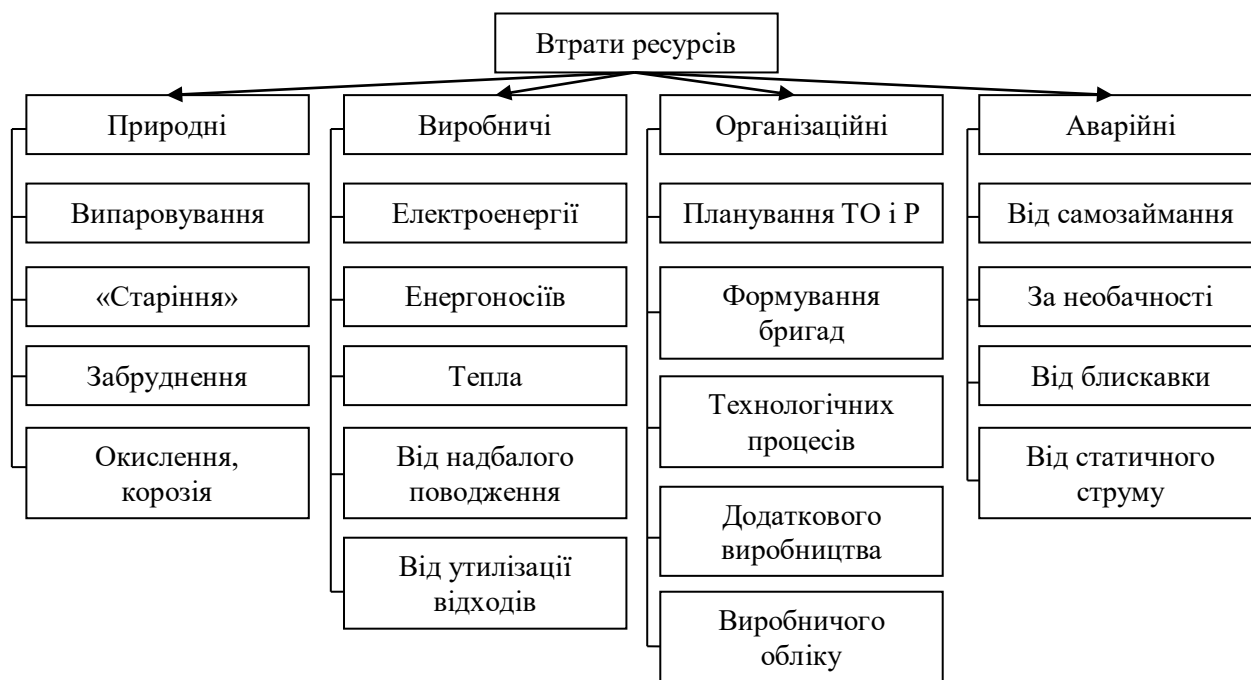 Втрати ресурсів
Природні
Випаровування
«Старіння»
Забруднення
Окислення,
корозія
Виробничі
Електроенергії
Енергоносіїв
Тепла
Від надбалого
поводження
Від утилізації
відходів
Організаційні
Планування ТО і Р
Формування
бригад
Технологічних
процесів
Додаткового
виробництва
Виробничого
обліку
Аварійні
Від самозаймання
За необачності
Від блискавки
Від статичного
струму